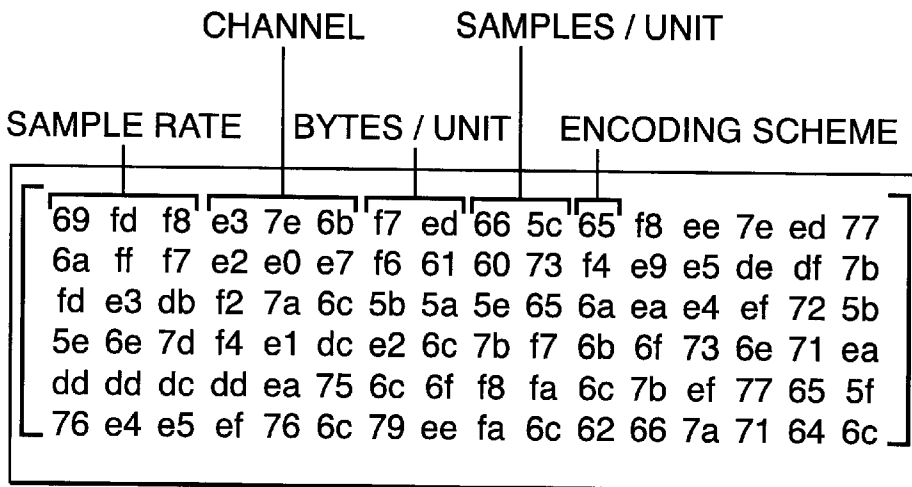 CHANNEL SAMPLES / UNIT
SAMPLE RATE BYTES / UNIT ENCODING SCHEME
69 fd f8 e3 7e 6b f7 ed 66 5c 65 f8 ee 7e ed 77
6a ff f7 e2 e0 e7 f6 61 60 73 f4 e9 e5 de df 7b
fd e3 db f2 7a 6c 5b 5a 5e 65 6a ea e4 ef 72 5b
5e 6e 7d f4 e1 dc e2 6c 7b f7 6b 6f 73 6e 71 ea
dd dd dc dd ea 75 6c 6f f8 fa 6c 7b ef 77 65 5f
76 e4 e5 ef 76 6c 79 ee fa 6c 62 66 7a 71 64 6c